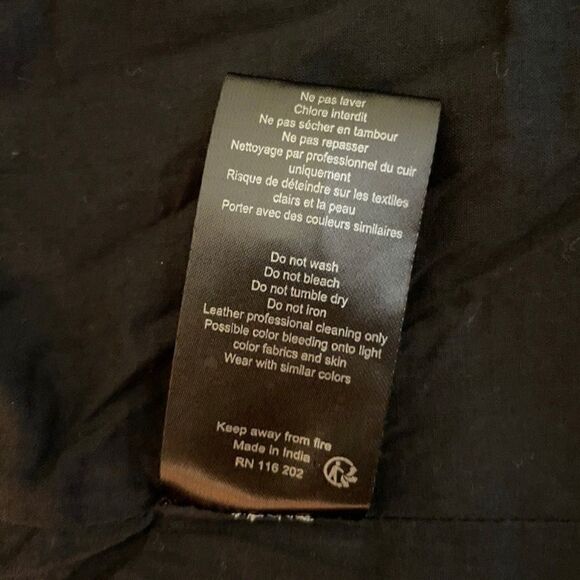 Ne pas laver
Chlore interdit
Ne pas sécher en tambour
Ne pas repasser
Nettoyage par professionnel du cuir
uniquement
Risque de déteindre sur les textiles
clairs et la peau
Porter avec des couleurs similaires
Do not wash
Do not bleach
Do not tumble dry
Do not iron
Leather professional cleaning only
Possible color bleeding onto light
color fabrics and skin
Wear with similar colors
Keep away from fire
Made in India
RN 116 202